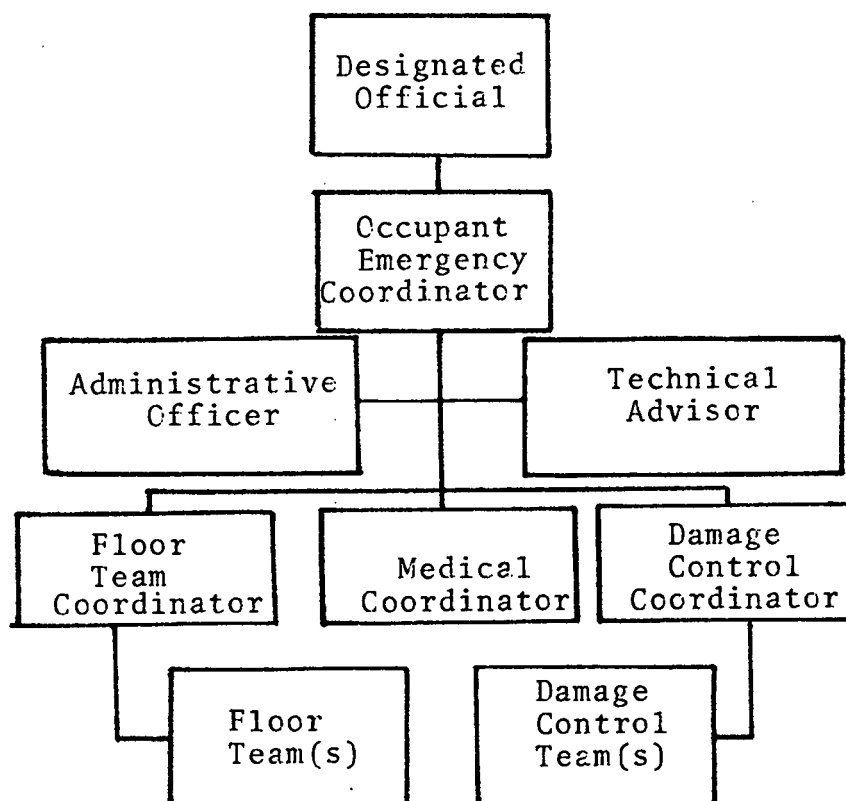 Designated
Official
Occupant
Emergency
Coordinator
Administrative
Officer
Technical
Advisor
Floor
Team
Coordinator
Medical
Coordinator
Damage
Control
Coordinator
Floor
Team(s)
Damage
Control
Team(s)